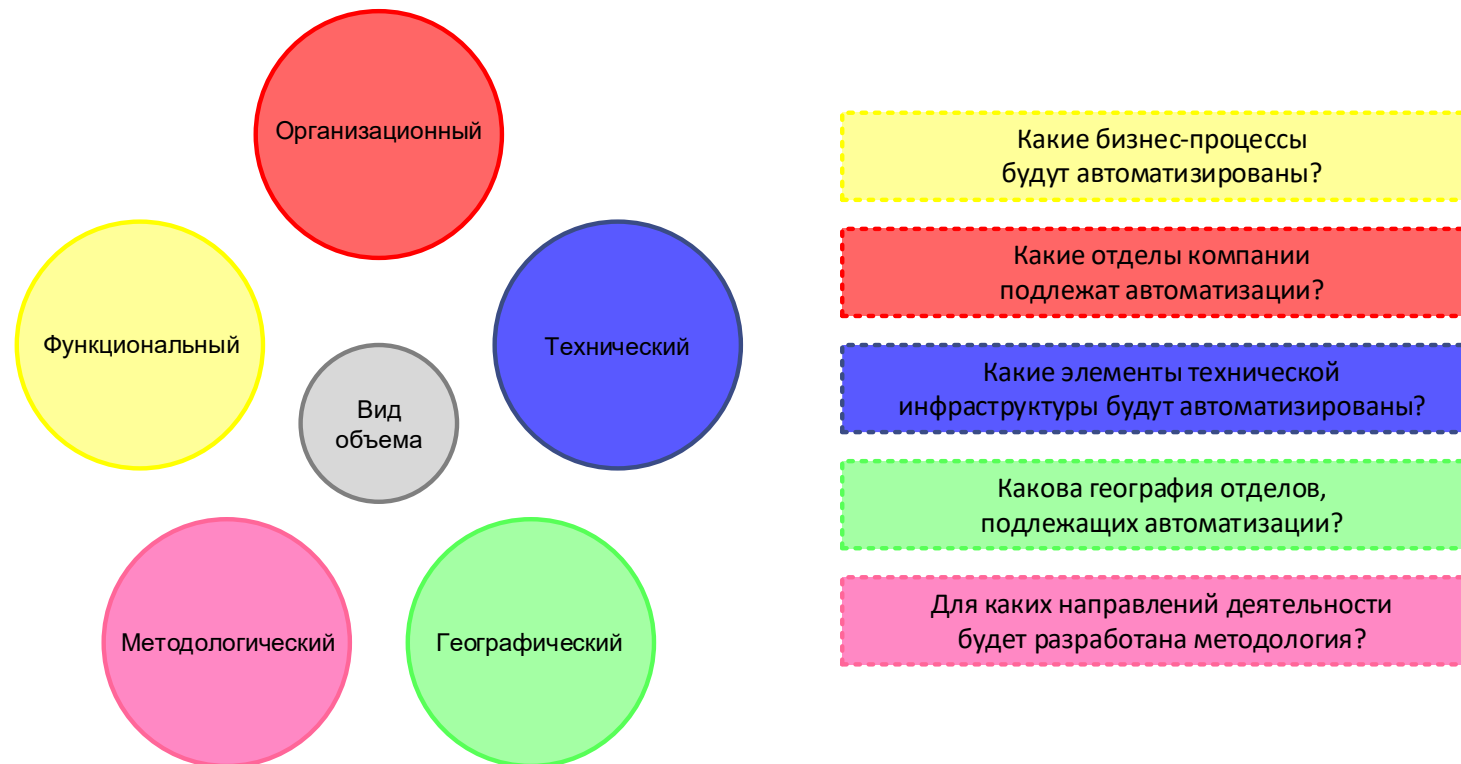 Организационный
Функциональный
Технический
Вид
объема
Методологический
Географический
Какие бизнес-процессы
будут автоматизированы?
Какие отделы компании
подлежат автоматизации?
Какие элементы технической
инфраструктуры будут автоматизированы?
Какова география отделов,
подлежащих автоматизации?
Для каких направлений деятельности
будет разработана методология?